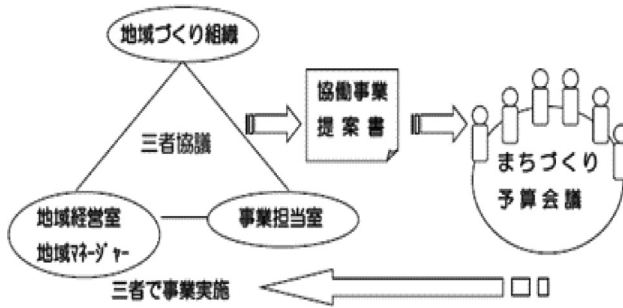 地域づくり組織
三者協議
協働事業
提案書
まちづくり
予算会議
地域経営室
地域ﾏﾈｰｼﾞｬｰ
事業担当室
三者で事業実施